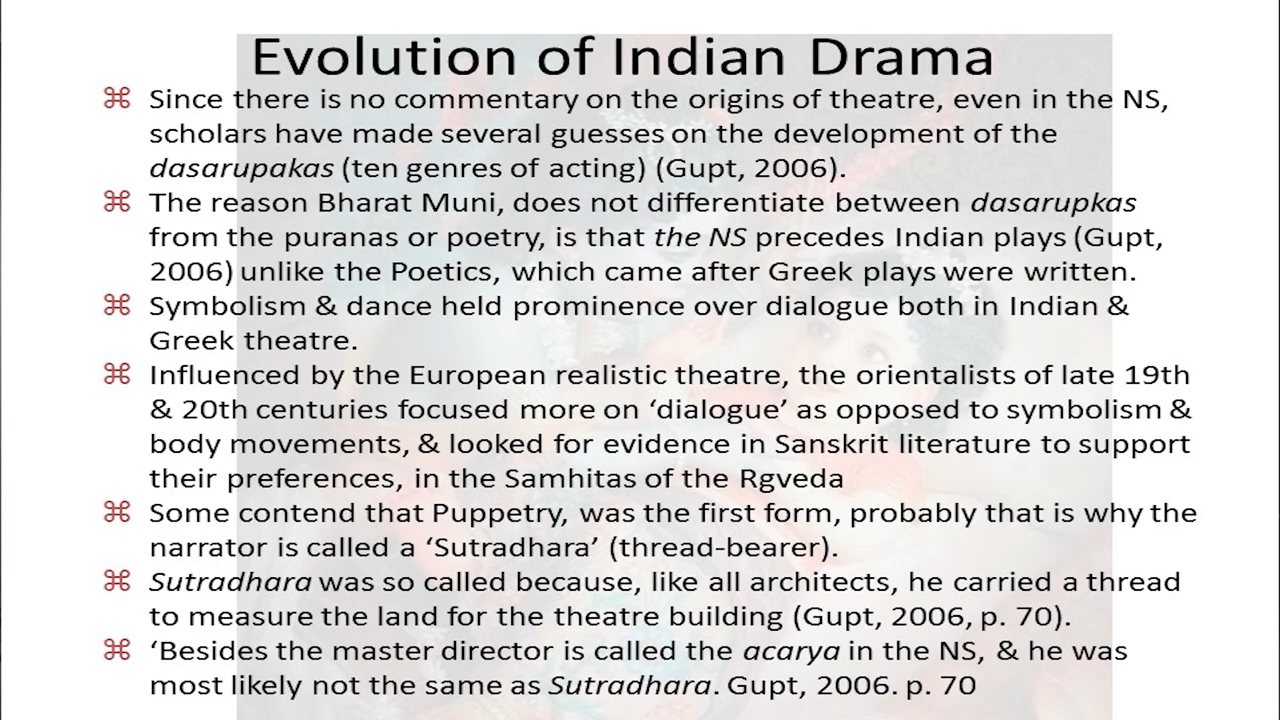 Evolution of Indian Drama
⌘ Since there is no commentary on the origins of theatre, even in the NS,
scholars have made several guesses on the development of the
dasarupakas (ten genres of acting) (Gupt, 2006).
⌘ The reason Bharat Muni, does not differentiate between dasarupkas
from the puranas or poetry, is that the NS precedes Indian plays (Gupt,
2006) unlike the Poetics, which came after Greek plays were written.
⌘ Symbolism & dance held prominence over dialogue both in Indian &
Greek theatre.
⌘ Influenced by the European realistic theatre, the orientalists of late 19th
& 20th centuries focused more on ‘dialogue’ as opposed to symbolism &
body movements, & looked for evidence in Sanskrit literature to support
their preferences, in the Samhitas of the Rgveda
⌘ Some contend that Puppetry, was the first form, probably that is why the
narrator is called a ‘Sutradhara’ (thread-bearer).
⌘ Sutradhara was so called because, like all architects, he carried a thread
to measure the land for the theatre building (Gupt, 2006, p. 70).
⌘ ‘Besides the master director is called the acarya in the NS, & he was
most likely not the same as Sutradhara. Gupt, 2006. p. 70